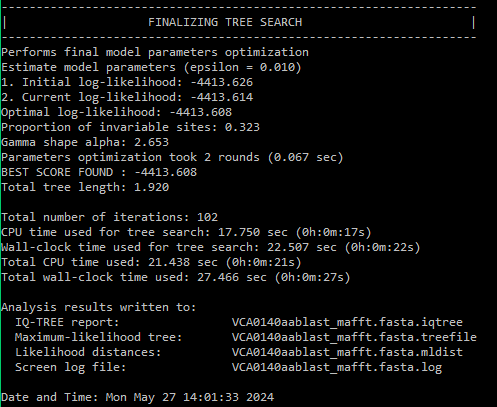 --------------------------------------------------------------------
|                    FINALIZING TREE SEARCH                        |
--------------------------------------------------------------------
Performs final model parameters optimization
Estimate model parameters (epsilon = 0.010)
1. Initial log-likelihood: -4413.626
2. Current log-likelihood: -4413.614
Optimal log-likelihood: -4413.608
Proportion of invariable sites: 0.323
Gamma shape alpha: 2.653
Parameters optimization took 2 rounds (0.067 sec)
BEST SCORE FOUND : -4413.608
Total tree length: 1.920

Total number of iterations: 102
CPU time used for tree search: 17.750 sec (0h:0m:17s)
Wall-clock time used for tree search: 22.507 sec (0h:0m:22s)
Total CPU time used: 21.438 sec (0h:0m:21s)
Total wall-clock time used: 27.466 sec (0h:0m:27s)

Analysis results written to:
  IQ-TREE report:                VCA0140aablast_mafft.fasta.iqtree
  Maximum-likelihood tree:       VCA0140aablast_mafft.fasta.treefile
  Likelihood distances:          VCA0140aablast_mafft.fasta.mldist
  Screen log file:               VCA0140aablast_mafft.fasta.log

Date and Time: Mon May 27 14:01:33 2024